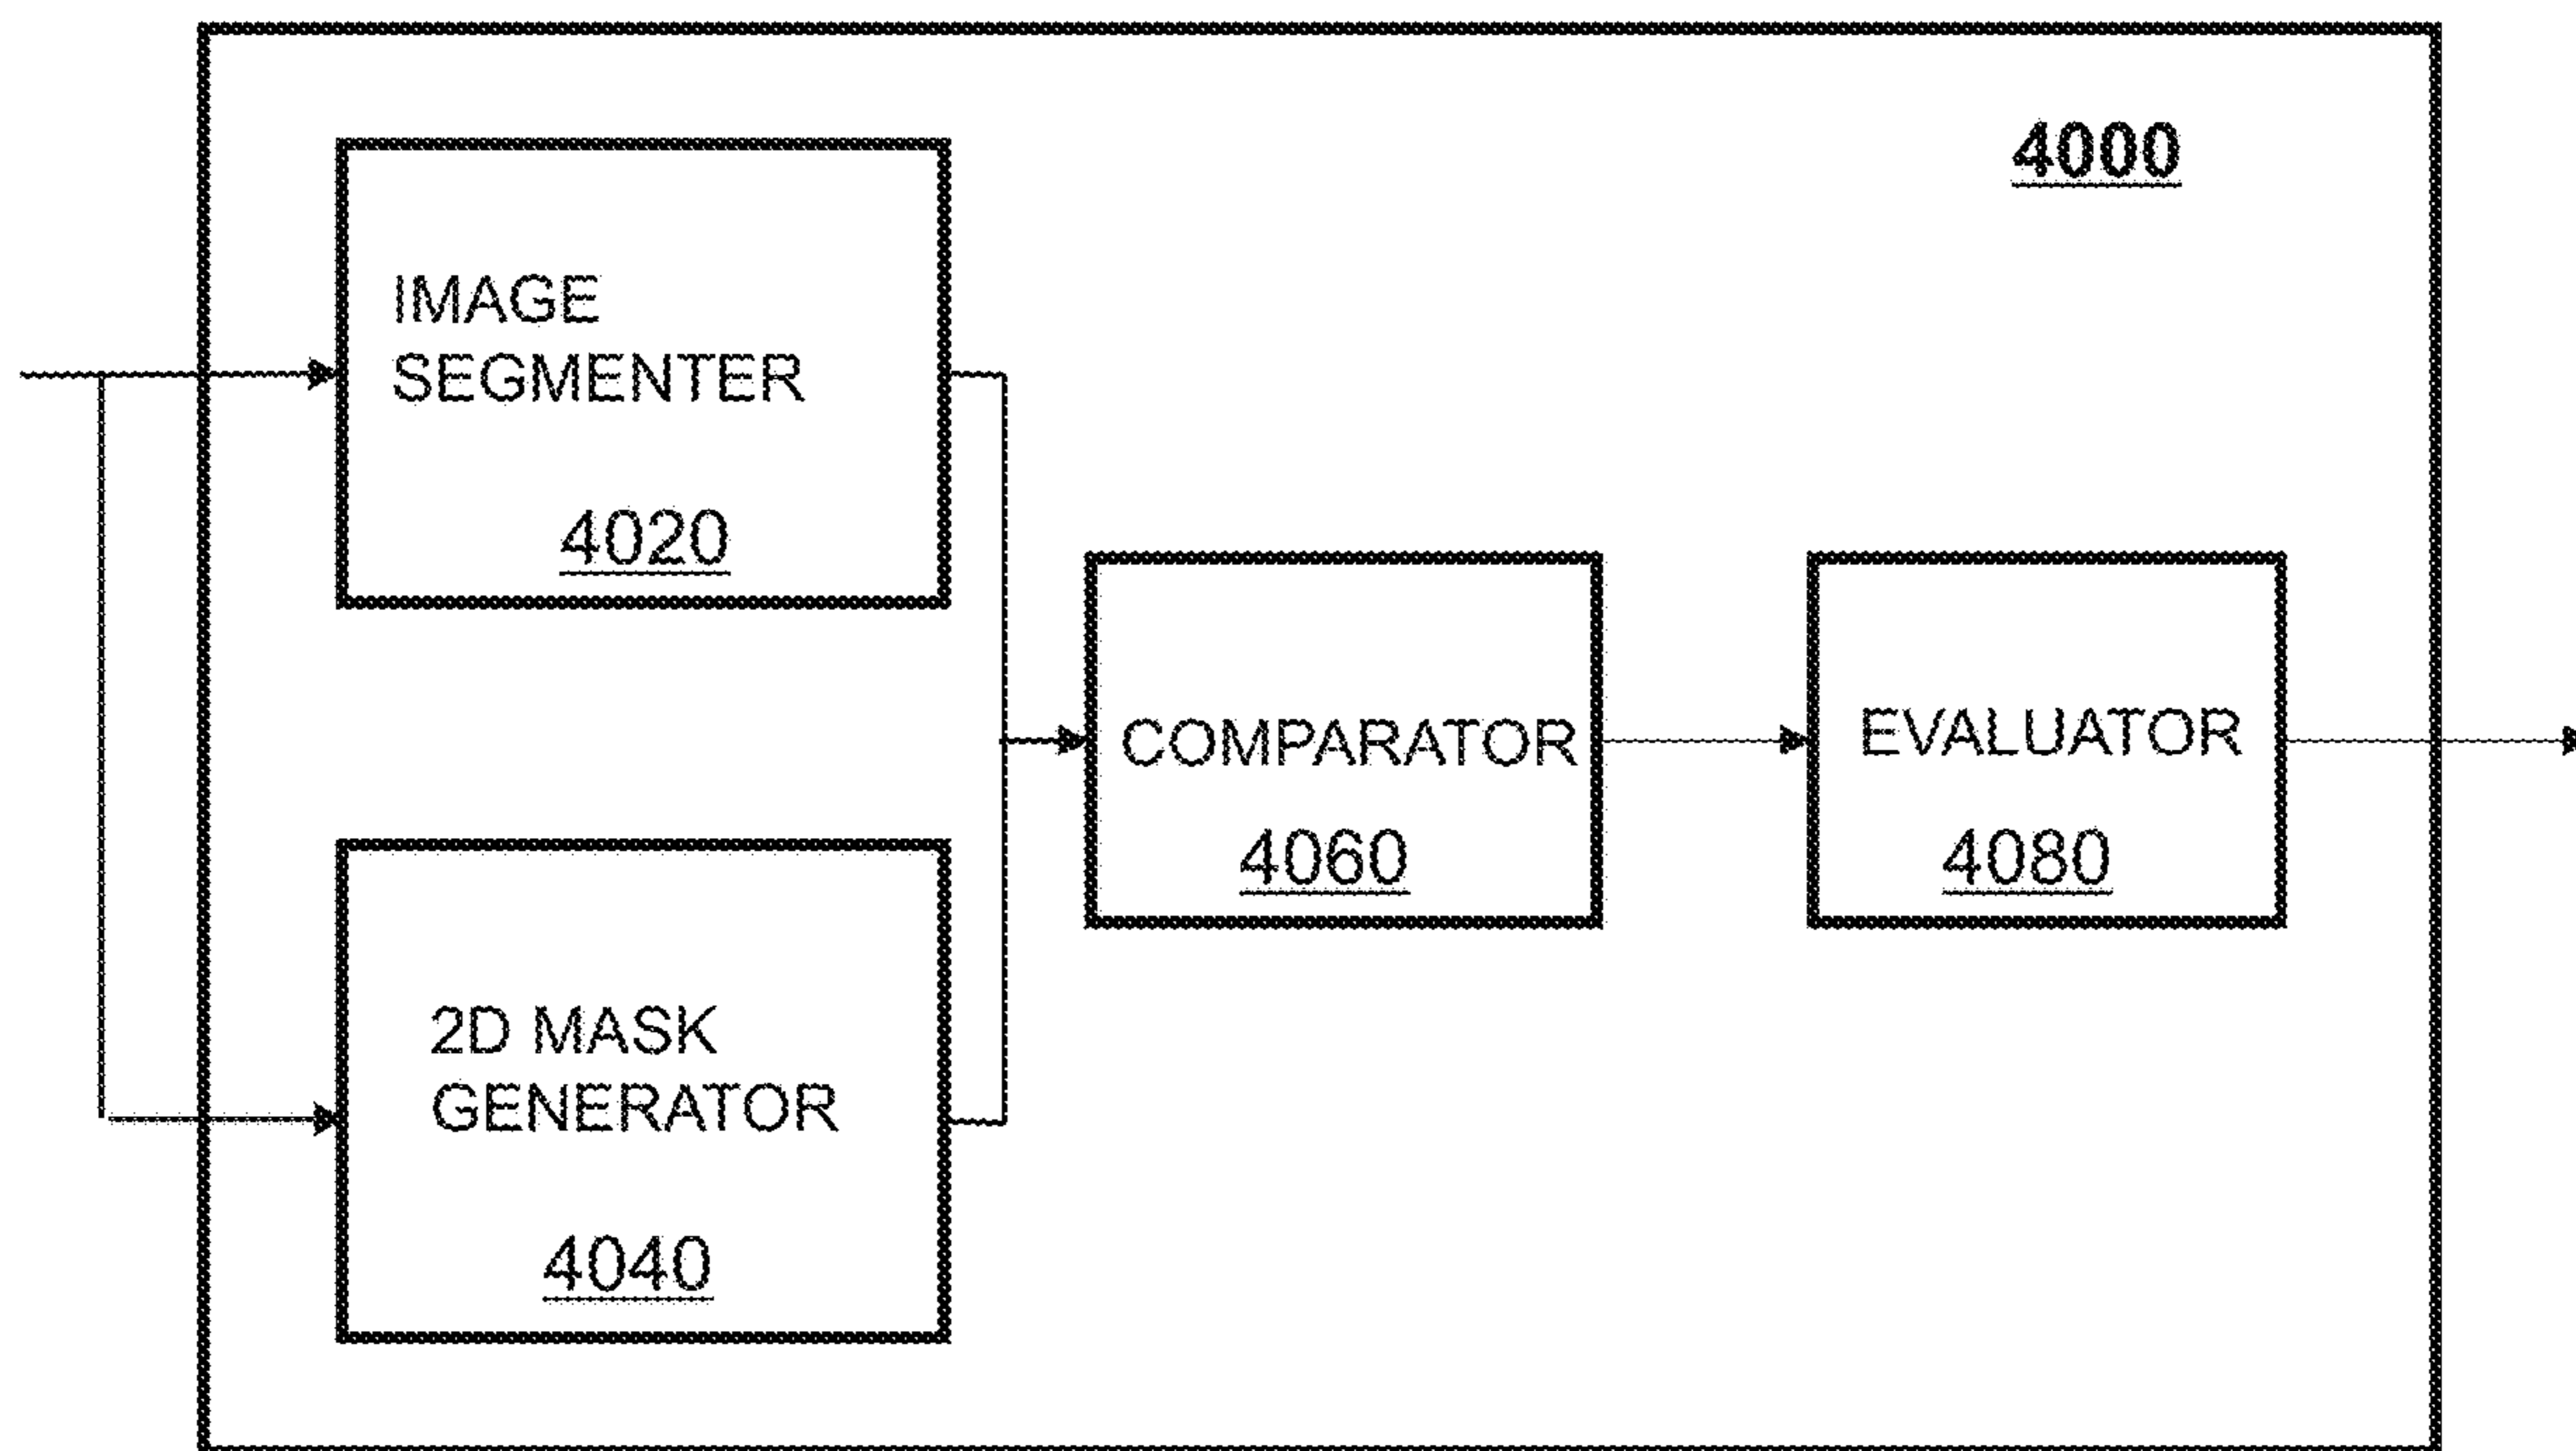 4000
IMAGE
SEGMENTER
4020
COMPARATOR
4060
EVALUATOR
4080
2D MASK
GENERATOR
4040